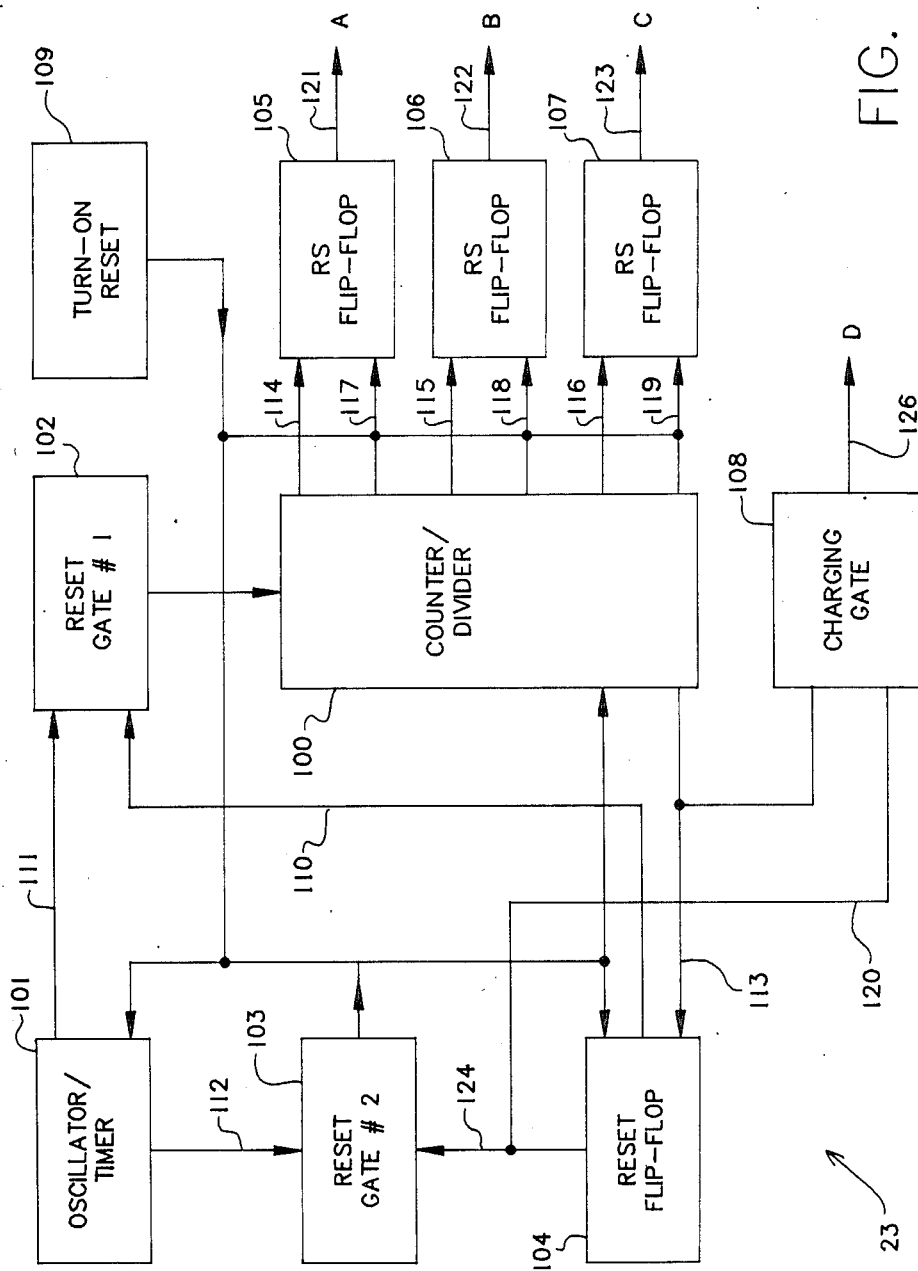 101
111
102
109
OSCILLATOR/
TIMER
RESET
GATE # 1
TURN-ON
RESET
112
103
RESET
GATE # 2
110
100
COUNTER/
DIVIDER
114
117
115
118
116
119
105
RS
FLIP-FLOP
121
A
106
RS
FLIP-FLOP
122
B
107
RS
FLIP-FLOP
123
C
124
104
RESET
FLIP-FLOP
113
120
108
CHARGING
GATE
126
D
23
FIG.